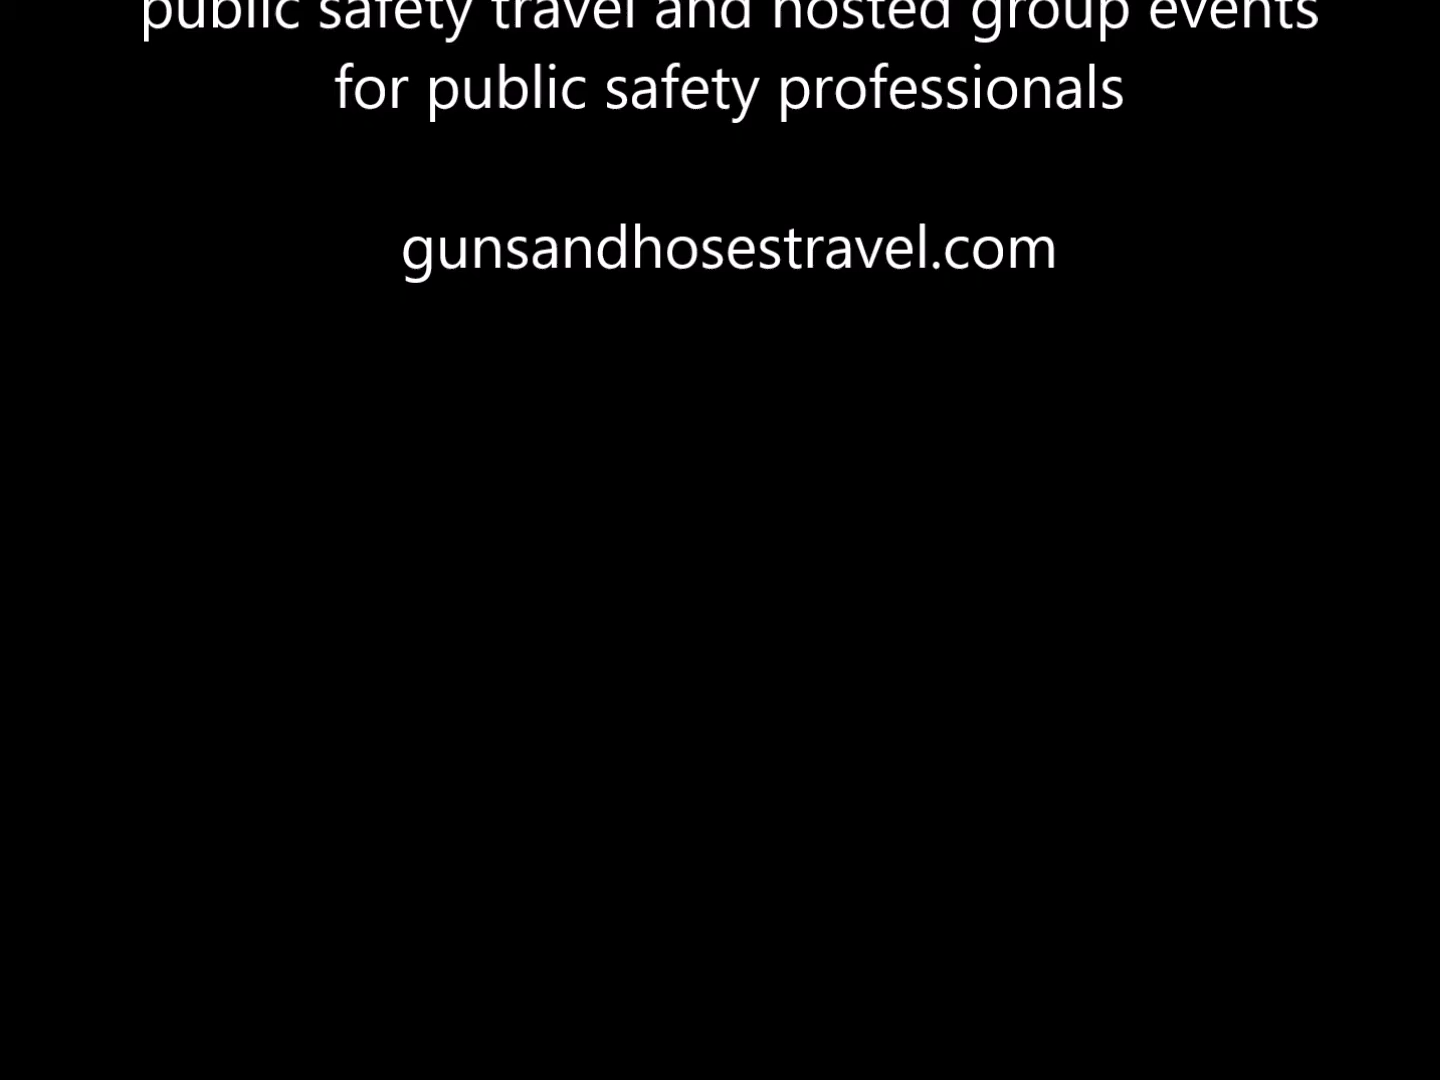 public safety travel and hosted group events
for public safety professionals
gunsandhosestravel.com